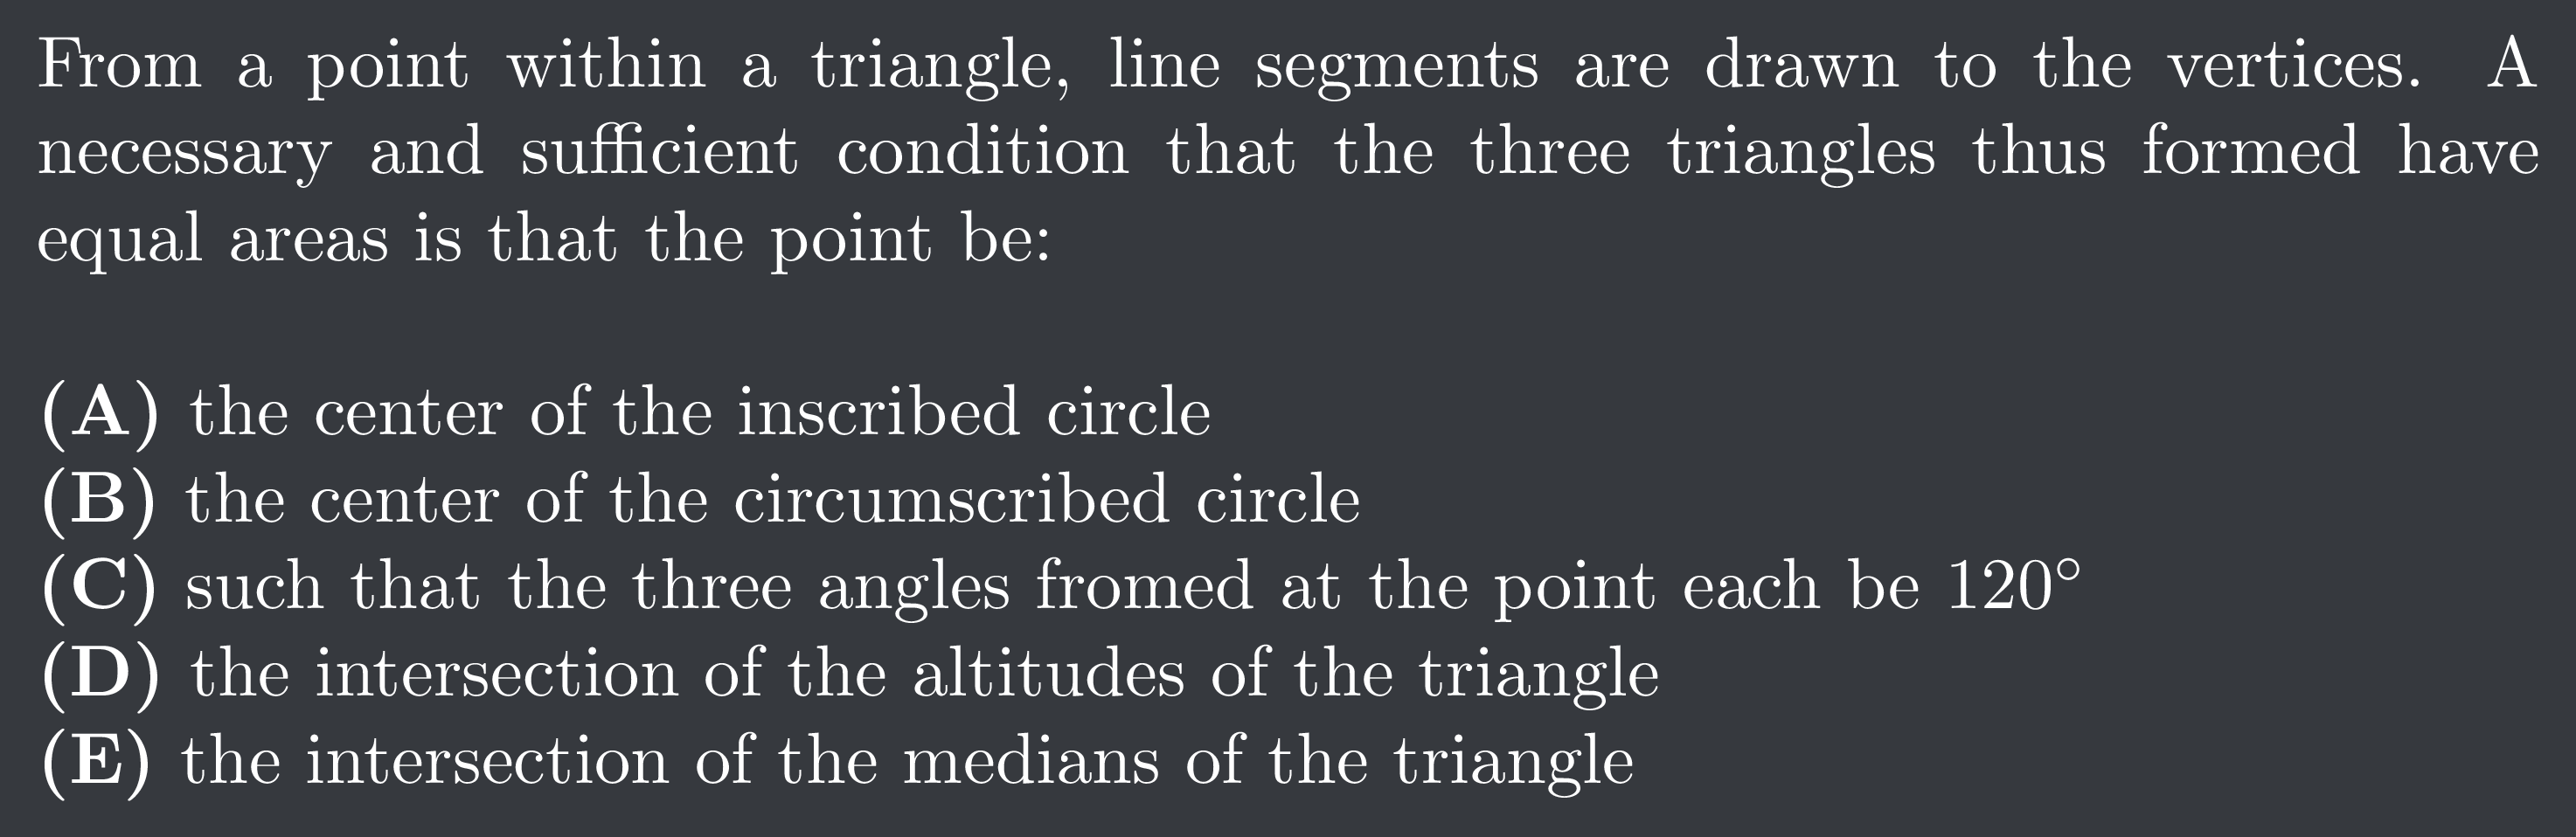 From a point within a triangle, line segments are drawn to the vertices. A
necessary and sufficient condition that the three triangles thus formed have
equal areas is that the point be:
(A) the center of the inscribed circle
(B) the center of the circumscribed circle
(C) such that the three angles fromed at the point each be 120°
(D) the intersection of the altitudes of the triangle
(E) the intersection of the medians of the triangle